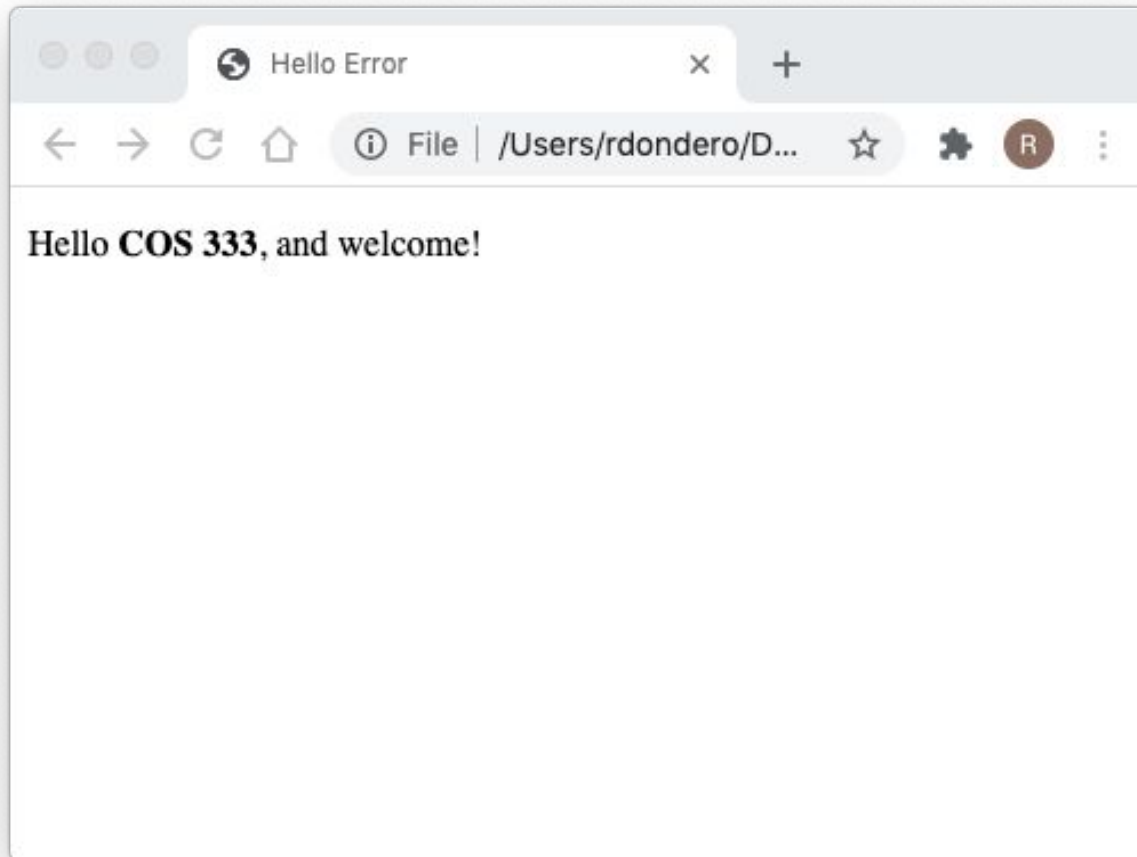 Hello Error
File /Users/rdondero/D...
R
Hello COS 333, and welcome!